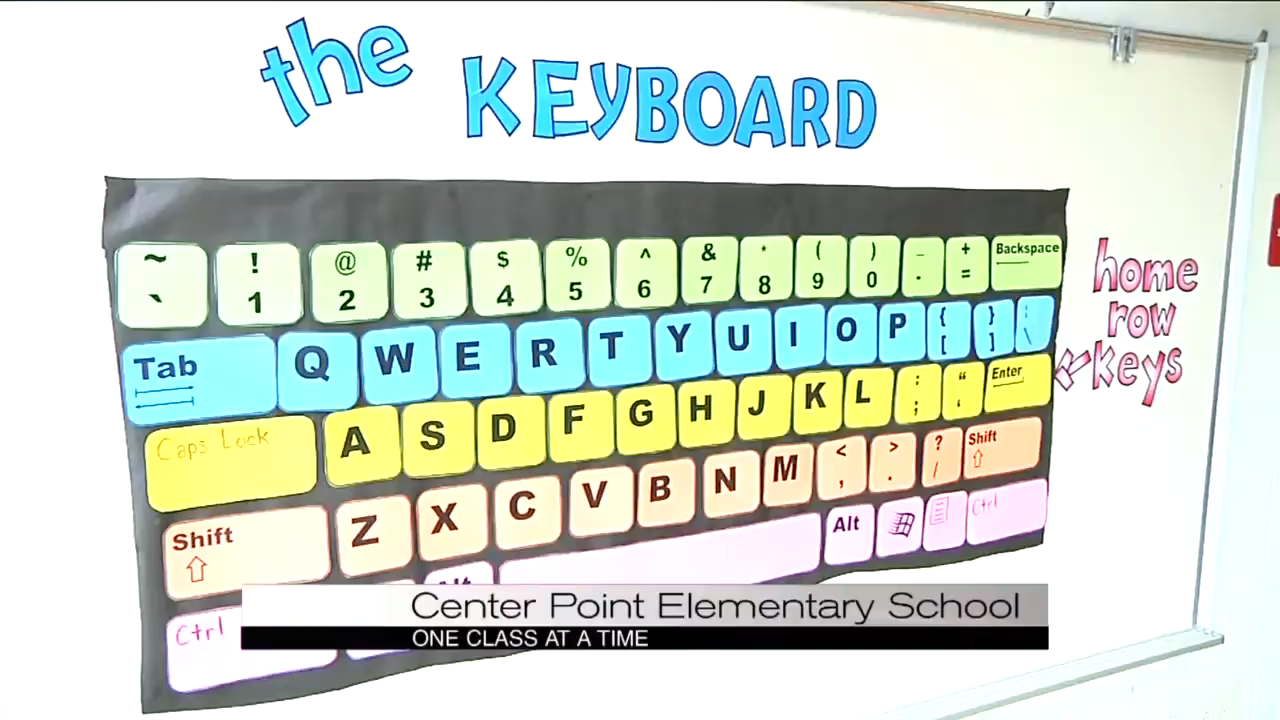 the KEYBOARD
~ ! @ # $ % ^ & * ( ) _ + Backspace
` 1 2 3 4 5 6 7 8 9 0 - =
home
row
keys
Tab Q W E R T Y U I O P { }
[ ] \
Caps Lock A S D F G H J K L : “ Enter
; ‘
Shift Z X C V B N M < > ? Shift
, . /
Alt Alt Ctrl
Ctrl
Center Point Elementary School
ONE CLASS AT A TIME